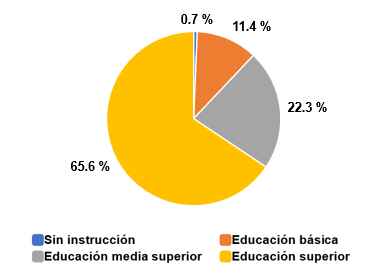 0.7 %
11.4 %
22.3 %
65.6 %
Sin instrucción
Educación básica
Educación media superior
Educación superior